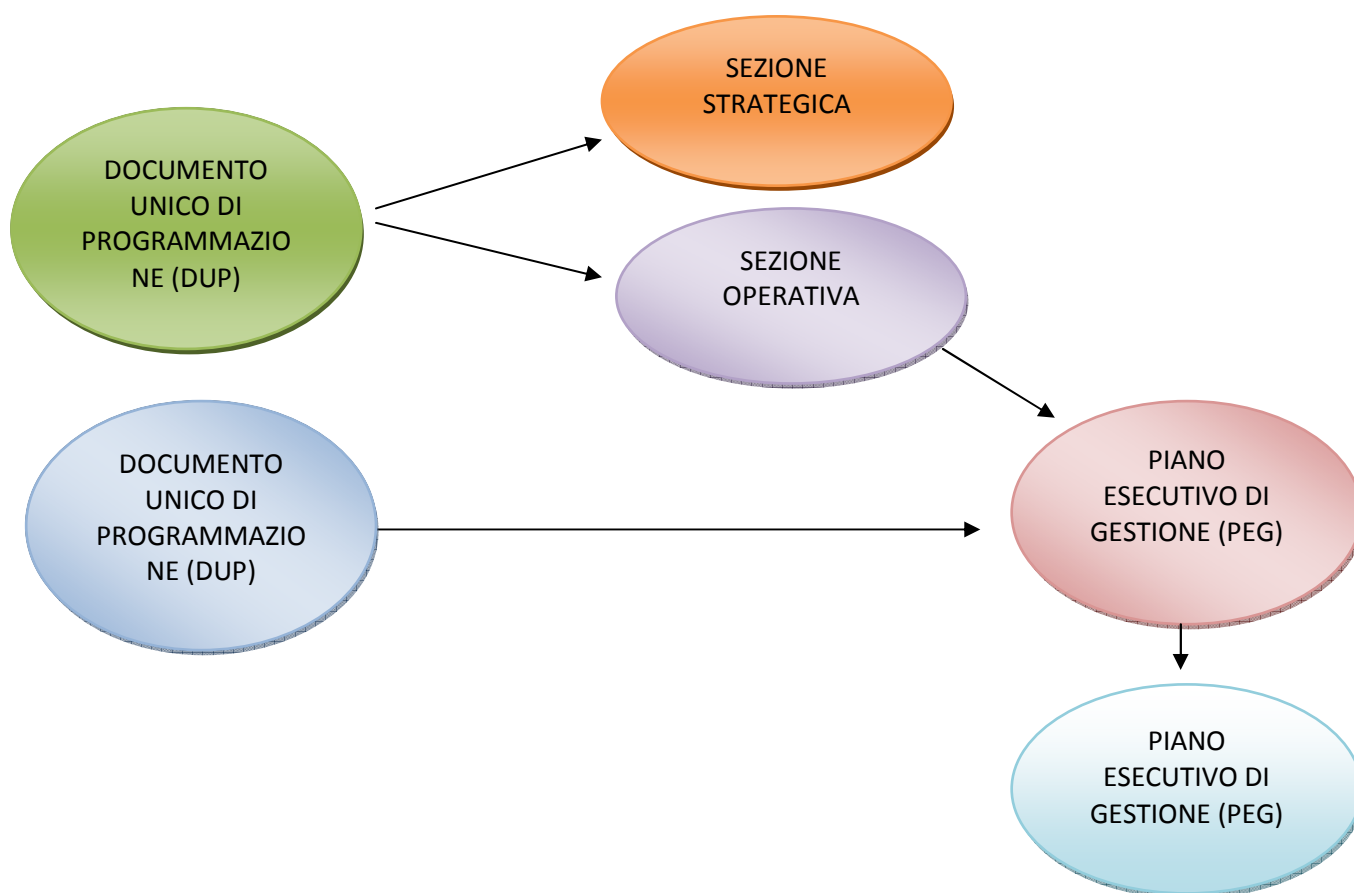 SEZIONE
STRATEGICA
DOCUMENTO
UNICO DI
PROGRAMMAZIO
NE (DUP)
SEZIONE
OPERATIVA
DOCUMENTO
UNICO DI
PROGRAMMAZIO
NE (DUP)
PIANO
ESECUTIVO DI
GESTIONE (PEG)
PIANO
ESECUTIVO DI
GESTIONE (PEG)